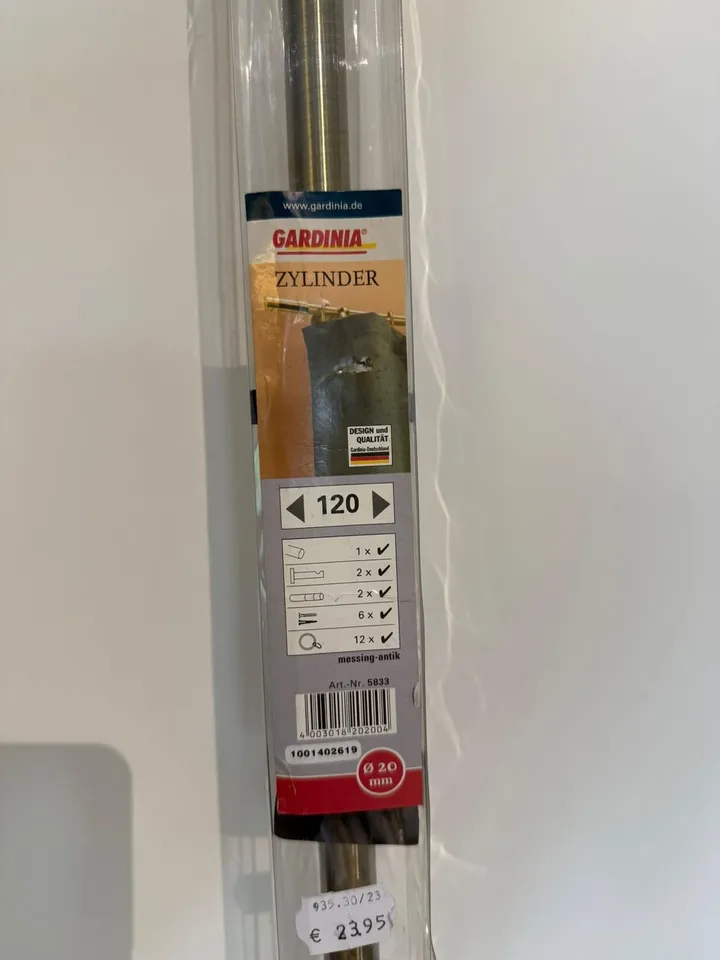 www.gardinia.de
GARDINIA®
ZYLINDER
DESIGN und
QUALITÄT
Gardinia-Deutschland
120
1 x ✔
2 x ✔
2 x ✔
6 x ✔
12 x ✔
messing-antik
Art.-Nr. 5833
4 003018 202004
1001402619
Ø 20
mm
935.30/23
€ 23.95